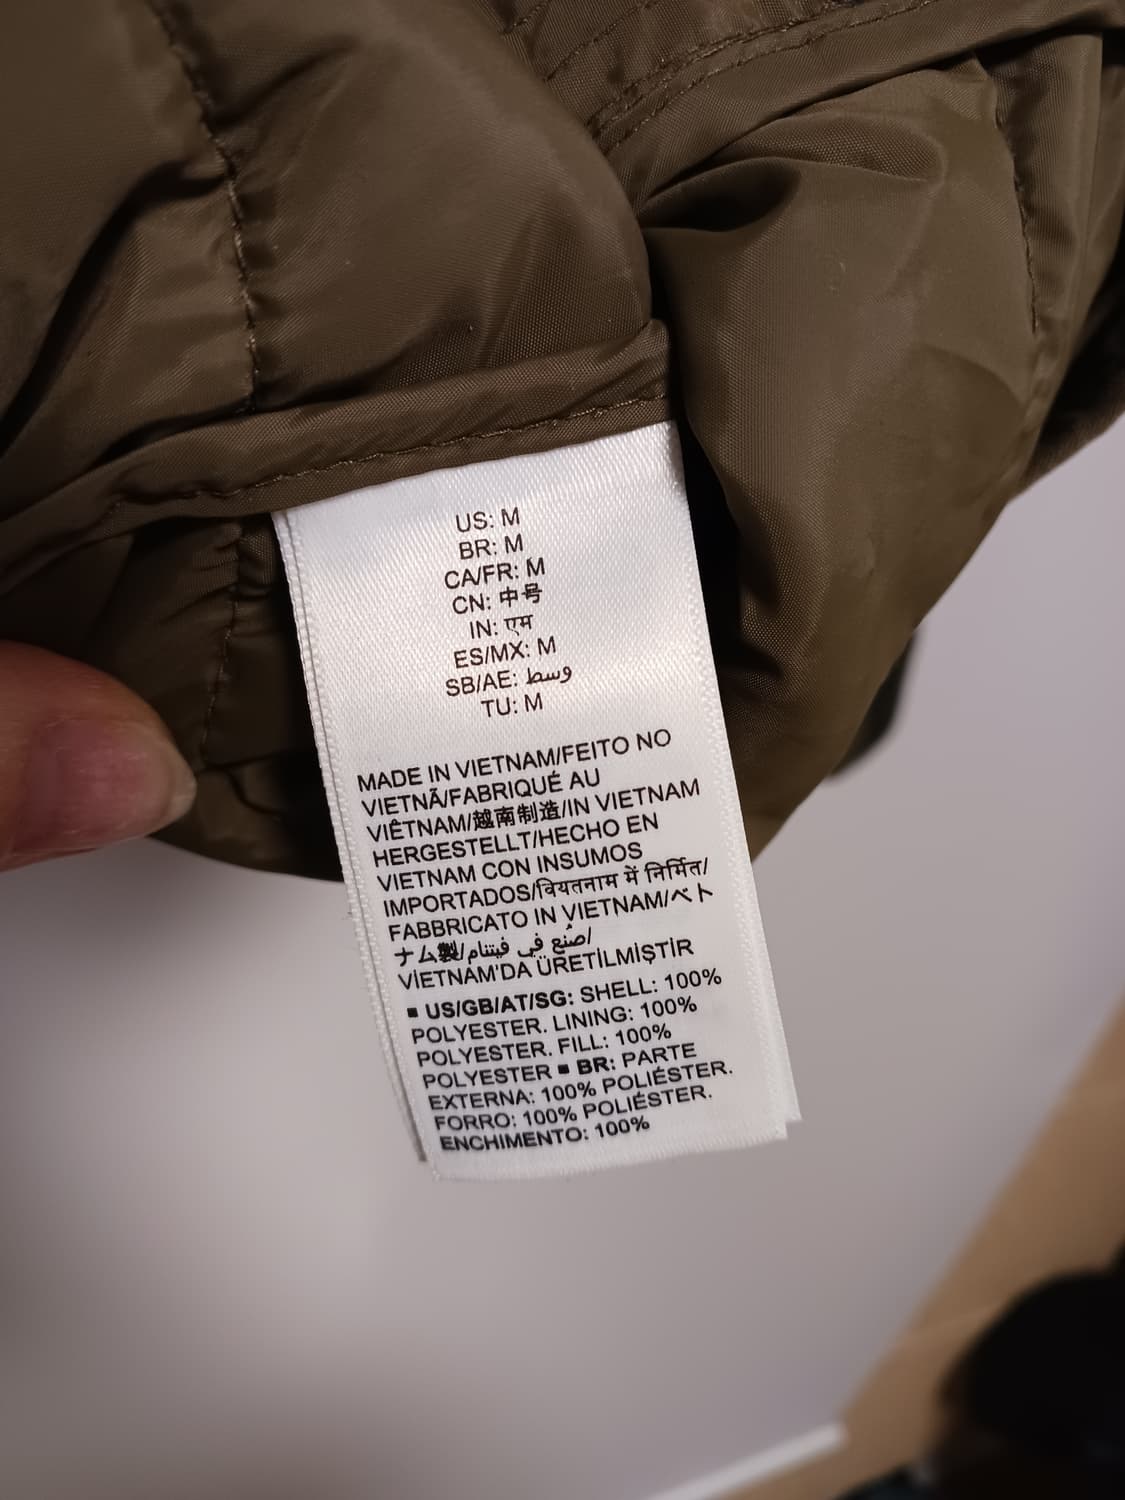 US: M
BR: M
CA/FR: M
CN: 中号
IN: एम
ES/MX: M
SB/AE: وسط
TU: M
MADE IN VIETNAM/FEITO NO
VIETNÃ/FABRIQUÉ AU
VIÊTNAM/越南制造/IN VIETNAM
HERGESTELLT/HECHO EN
VIETNAM CON INSUMOS
IMPORTADOS/वियतनाम में निर्मित/
FABBRICATO IN VIETNAM/ベト
ナム製/صُنع في فيتنام/
VİETNAM'DA ÜRETİLMİŞTİR
▪ US/GB/AT/SG: SHELL: 100%
POLYESTER. LINING: 100%
POLYESTER. FILL: 100%
POLYESTER ▪ BR: PARTE
EXTERNA: 100% POLIÉSTER.
FORRO: 100% POLIÉSTER.
ENCHIMENTO: 100%